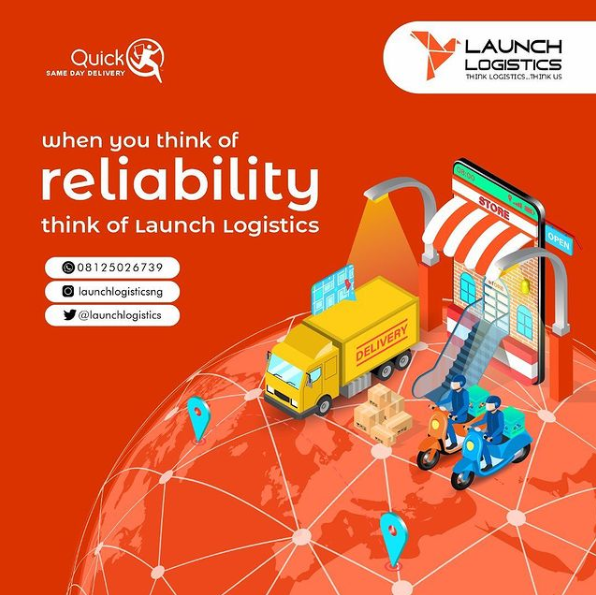 Quick
SAME DAY DELIVERY
LAUNCH
LOGISTICS
THINK LOGISTICS...THINK US
when you think of
reliability
think of Launch Logistics
08125026739
launchlogisticsng
@launchlogistics
STORE
OPEN
DELIVERY